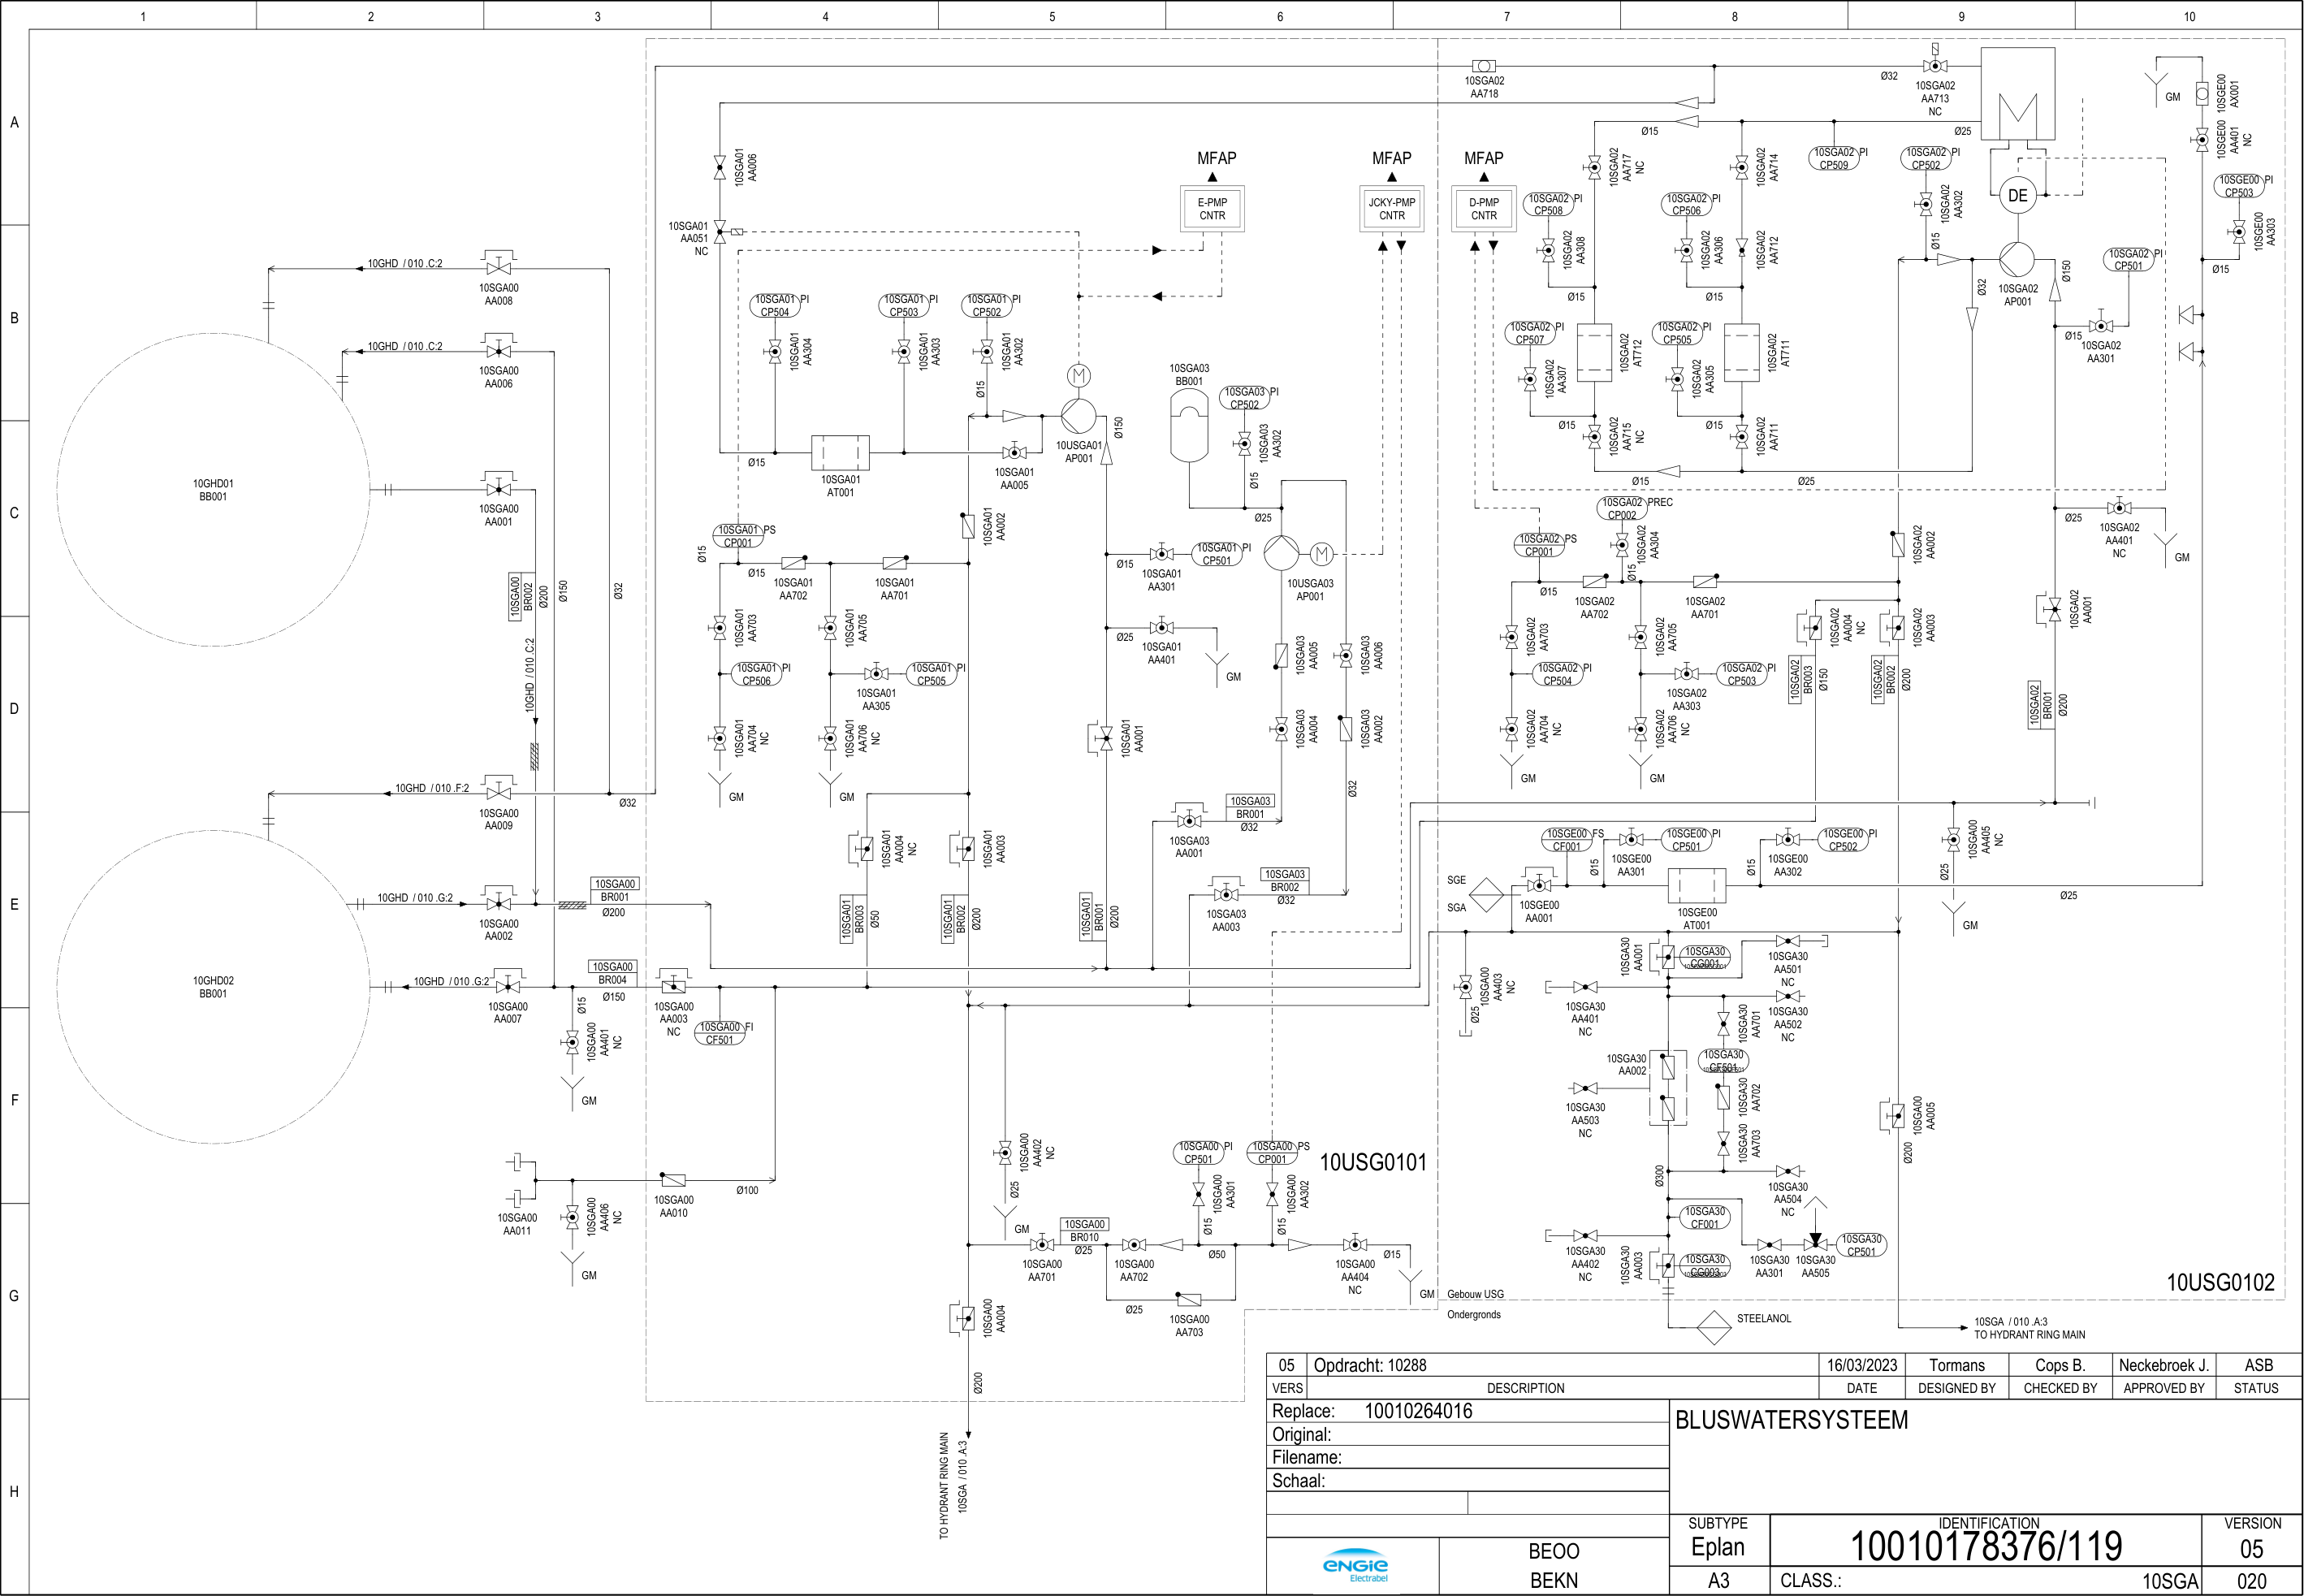 1 2 3 4 5 6 7 8 9 10
A
B
C
D
E
F
G
H
10GHD01
BB001
10GHD02
BB001
10GHD / 010 .C:2
10SGA00
AA008
10GHD / 010 .C:2
10SGA00
AA006
10SGA00
AA001
10SGA00
BR002
Ø200
Ø150
Ø32
10GHD / 010 .C:2
10GHD / 010 .F:2
10SGA00
AA009
Ø32
10GHD / 010 .G:2
10SGA00
AA002
10SGA00
BR001
Ø200
10GHD / 010 .G:2
10SGA00
AA007
10SGA00
BR004
Ø150
Ø15
10SGA00
AA401
NC
GM
10SGA00
AA003
NC
10SGA00 FI
CF501
10SGA00
AA011
10SGA00
AA406
NC
GM
10SGA00
AA010
Ø100
10SGA01
AA006
10SGA01
AA051
NC
10SGA01 PI
CP504
10SGA01
AA304
10SGA01 PI
CP503
10SGA01
AA303
10SGA01 PI
CP502
10SGA01
AA302
Ø15
Ø15
10SGA01
AT001
10SGA01
AA005
M
10USGA01
AP001
Ø150
10SGA01 PS
CP001
Ø15
Ø15
10SGA01
AA702
10SGA01
AA701
10SGA01
AA002
10SGA01
AA703
10SGA01
AA705
10SGA01 PI
CP506
10SGA01
AA305
10SGA01 PI
CP505
10SGA01
AA704
NC
GM
10SGA01
AA706
NC
GM
Ø15
10SGA01
AA301
10SGA01 PI
CP501
Ø25
10SGA01
AA401
GM
10SGA01
AA001
10SGA01
AA004
NC
10SGA01
AA003
10SGA01
BR003
Ø50
10SGA01
BR002
Ø200
10SGA01
BR001
Ø200
MFAP
E-PMP
CNTR
MFAP
JCKY-PMP
CNTR
MFAP
D-PMP
CNTR
10SGA03
BB001
10SGA03 PI
CP502
10SGA03
AA302
Ø15
Ø25
M
10USGA03
AP001
10SGA03
AA005
10SGA03
AA006
10SGA03
AA004
10SGA03
AA002
Ø32
10SGA03
AA001
10SGA03
BR001
Ø32
10SGA03
AA003
10SGA03
BR002
Ø32
10SGA00
AA402
NC
Ø25
GM
10SGA00
AA701
10SGA00
BR010
Ø25
10SGA00
AA702
10SGA00 PI
CP501
10SGA00
AA301
Ø15
10SGA00 PS
CP001
10SGA00
AA302
Ø15
Ø50
Ø25
10SGA00
AA703
10SGA00
AA404
NC
Ø15
GM
10USG0101
10SGA00
AA004
Ø200
TO HYDRANT RING MAIN
10SGA / 010 .A:3
10SGA02
AA718
Ø32
10SGA02
AA713
NC
M
Ø25
Ø15
10SGA02
AA717
NC
10SGA02
AA714
10SGA02 PI
CP509
10SGA02 PI
CP502
10SGA02
AA302
Ø15
DE
10SGA02
AP001
Ø150
Ø32
10SGA02 PI
CP508
10SGA02
AA308
Ø15
10SGA02 PI
CP506
10SGA02
AA306
10SGA02
AA712
Ø15
10SGA02 PI
CP507
10SGA02
AA307
10SGA02
AT712
10SGA02 PI
CP505
10SGA02
AA305
10SGA02
AT711
Ø15
10SGA02
AA715
NC
Ø15
10SGA02
AA711
Ø15
Ø25
10SGA02 PI
CP501
Ø15
10SGA02
AA301
GM
10SGE00
AX001
10SGE00
AA401
NC
10SGE00 PI
CP503
10SGE00
AA303
Ø15
10SGA02 PREC
CP002
10SGA02
AA304
Ø15
10SGA02 PS
CP001
Ø15
10SGA02
AA702
10SGA02
AA701
10SGA02
AA002
Ø25
10SGA02
AA401
NC
GM
10SGA02
AA703
10SGA02
AA705
10SGA02
AA004
NC
10SGA02
AA003
10SGA02
AA001
10SGA02 PI
CP504
10SGA02
AA303
10SGA02 PI
CP503
10SGA02
BR003
Ø150
10SGA02
BR002
Ø200
10SGA02
BR001
Ø200
10SGA02
AA704
NC
GM
10SGA02
AA706
NC
GM
SGE
SGA
10SGE00 FS
CF001
10SGE00
AA001
Ø15
10SGE00
AA301
10SGE00 PI
CP501
10SGE00
AT001
Ø15
10SGE00
AA302
10SGE00 PI
CP502
10SGA00
AA405
NC
Ø25
GM
Ø25
10SGA00
AA403
NC
Ø25
10SGA30
AA001
10SGA30
CG001
10SGA30
AA501
NC
10SGA30
AA401
NC
10SGA30
AA502
NC
10SGA30
AA701
10SGA30
AA002
10SGA30
CF501
10SGA30
AA702
10SGA30
AA503
NC
10SGA30
AA703
10SGA30
AA504
NC
Ø300
10SGA30
CF001
10SGA30
AA402
NC
10SGA30
AA003
10SGA30
CG003
10SGA30
AA301
10SGA30
AA505
10SGA30
CP501
10SGA00
AA005
Ø200
10USG0102
Gebouw USG
Ondergronds
STEELANOL
10SGA / 010 .A:3
TO HYDRANT RING MAIN
05 Opdracht: 10288 16/03/2023 Tormans Cops B. Neckebroek J. ASB
VERS DESCRIPTION DATE DESIGNED BY CHECKED BY APPROVED BY STATUS
Replace: 10010264016
Original:
Filename:
Schaal:
BLUSWATERSYSTEEM
ENGIE
Electrabel
BEOO
BEKN
SUBTYPE
Eplan
A3
IDENTIFICATION
10010178376/119
CLASS.: 10SGA
VERSION
05
020